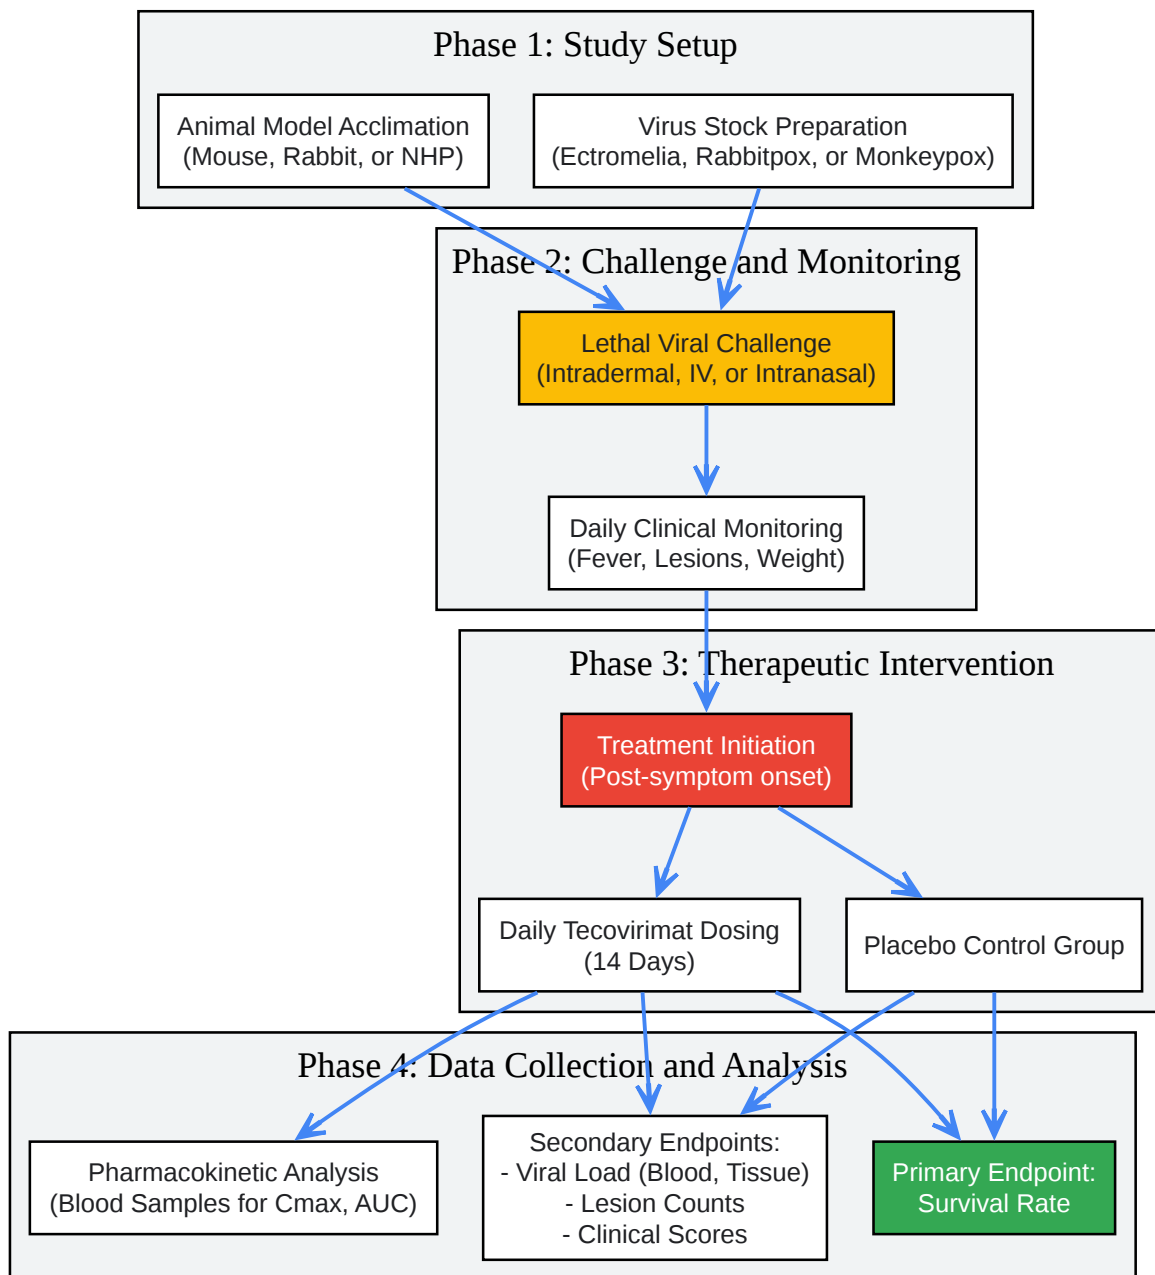 Phase 1: Study Setup
Animal Model Acclimation
(Mouse, Rabbit, or NHP)
Virus Stock Preparation
(Ectromelia, Rabbitpox, or Monkeypox)
Phase 2: Challenge and Monitoring
Lethal Viral Challenge
(Intradermal, IV, or Intranasal)
Daily Clinical Monitoring
(Fever, Lesions, Weight)
Phase 3: Therapeutic Intervention
Treatment Initiation
(Post-symptom onset)
Daily Tecovirimat Dosing
(14 Days)
Placebo Control Group
Phase 4: Data Collection and Analysis
Pharmacokinetic Analysis
(Blood Samples for Cmax, AUC)
Secondary Endpoints:
- Viral Load (Blood, Tissue)
- Lesion Counts
- Clinical Scores
Primary Endpoint:
Survival Rate